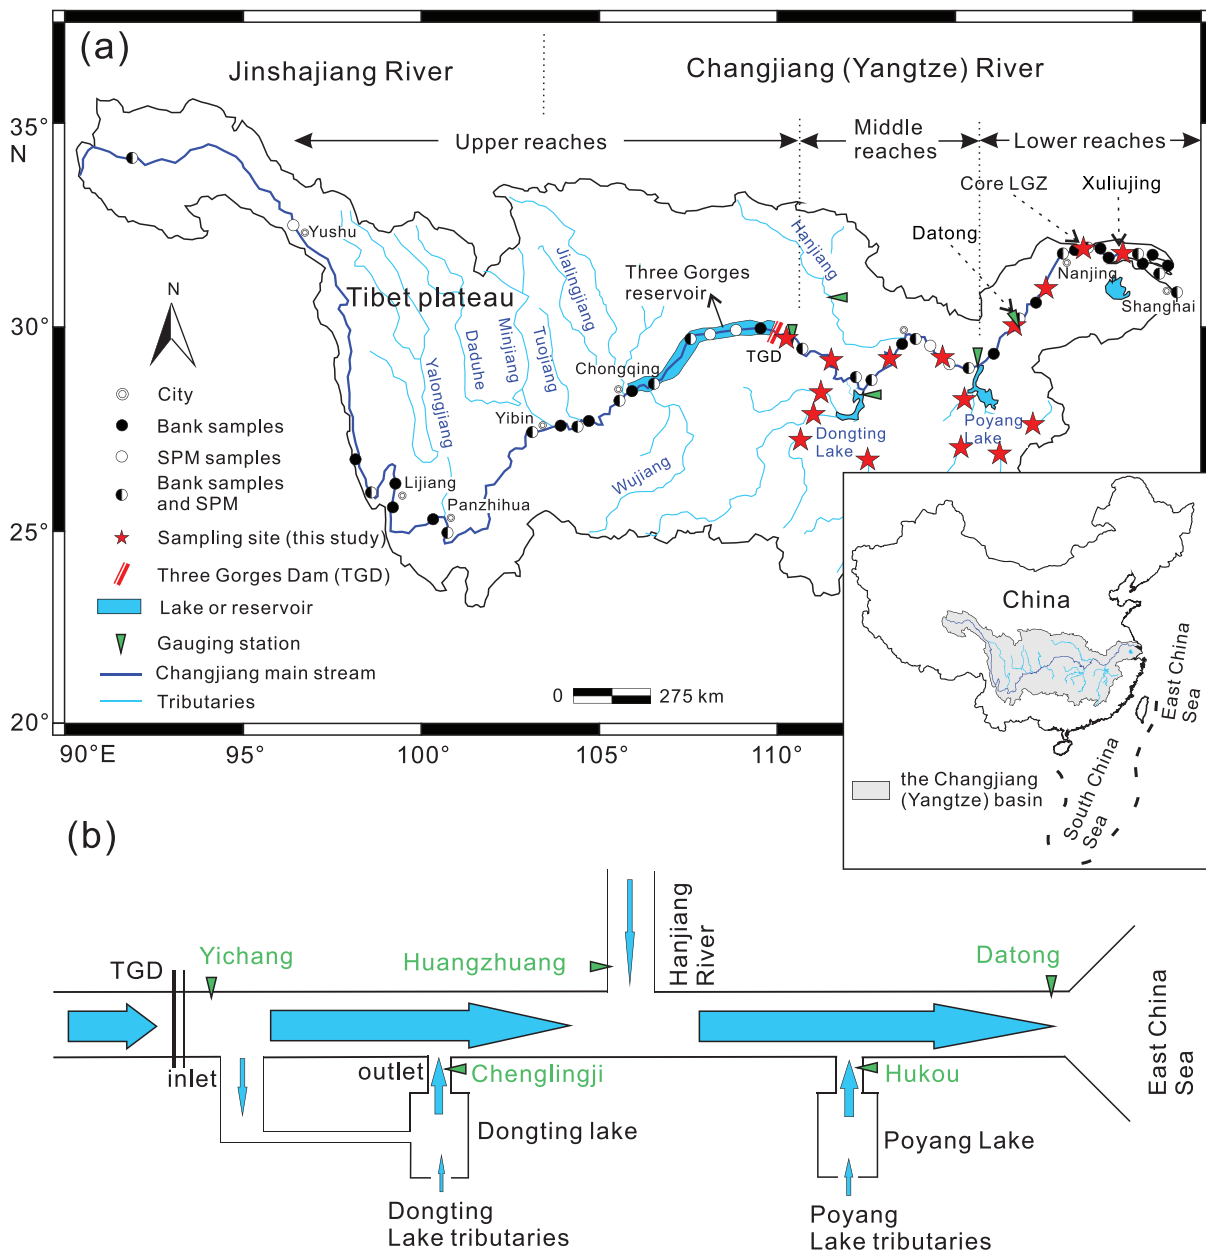 (a)
Jinshajiang River
Changjiang (Yangtze) River
35°
N
Upper reaches
Middle
reaches
Lower reaches
Core LGZ
Xuliujing
Datong
Yushu
Hanjiang
Nanjing
Shanghai
N
Tibet plateau
Jialingjiang
Three Gorges
reservoir
30°
Daduhe
Minjiang
Tuojiang
Yalongjiang
Chongqing
TGD
Yibin
City
Bank samples
SPM samples
Bank samples
and SPM
Dongting
Lake
Poyang
Lake
Wujiang
Lijiang
Panzhihua
25°
Sampling site (this study)
Three Gorges Dam (TGD)
Lake or reservoir
Gauging station
Changjiang main stream
Tributaries
0 275 km
20°
90°E 95° 100° 105° 110°
China
East China
Sea
South China
Sea
the Changjiang
(Yangtze) basin
(b)
TGD
Yichang
Huangzhuang
Hanjiang
River
Datong
inlet
outlet
Chenglingji
Hukou
East China
Sea
Dongting lake
Poyang Lake
Dongting
Lake tributaries
Poyang
Lake tributaries